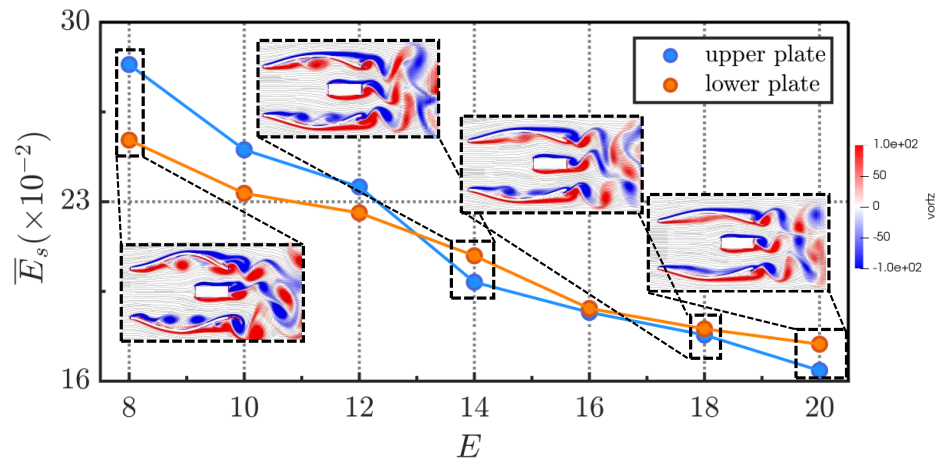 30
23
16
E̅ₛ(×10⁻²)
8 10 12 14 16 18 20
E
upper plate
lower plate
1.0e+02
50
0
-50
-1.0e+02
vortz